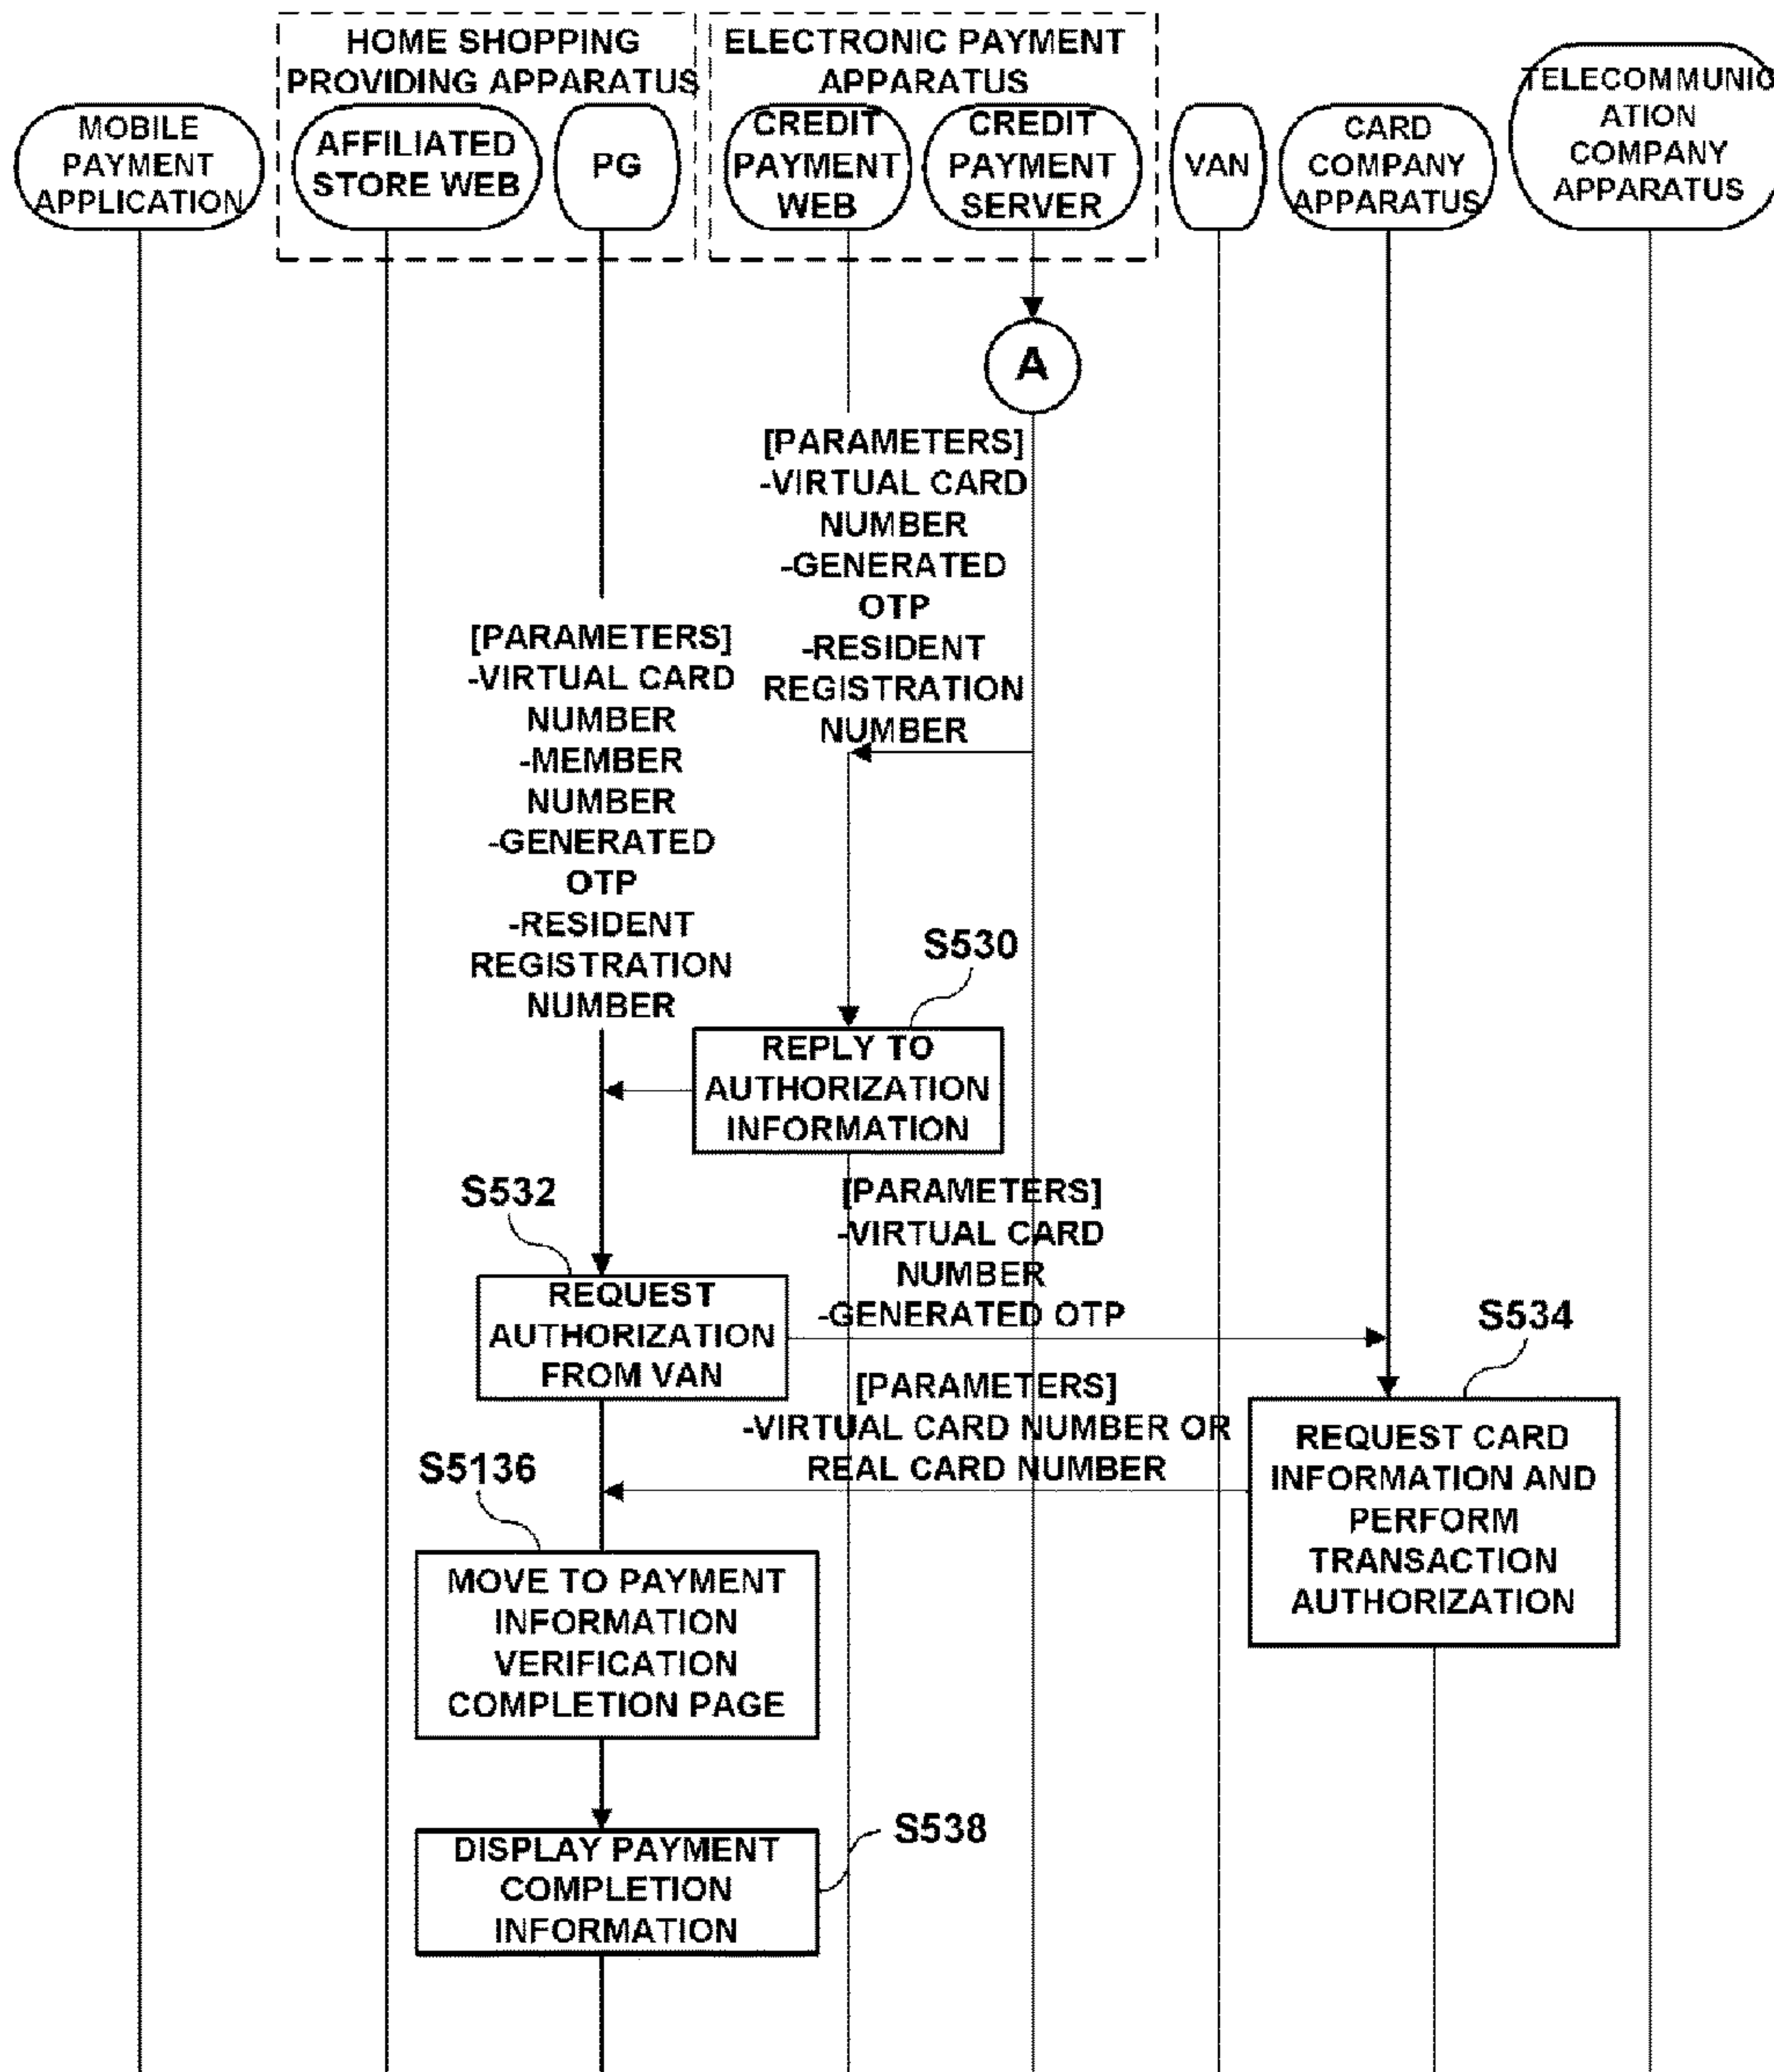 HOME SHOPPING
PROVIDING APPARATUS
ELECTRONIC PAYMENT
APPARATUS
MOBILE
PAYMENT
APPLICATION
AFFILIATED
STORE WEB
PG
CREDIT
PAYMENT
WEB
CREDIT
PAYMENT
SERVER
VAN
CARD
COMPANY
APPARATUS
TELECOMMUNIC
ATION
COMPANY
APPARATUS
A
[PARAMETERS]
-VIRTUAL CARD
NUMBER
-GENERATED
OTP
-RESIDENT
REGISTRATION
NUMBER
[PARAMETERS]
-VIRTUAL CARD
NUMBER
-MEMBER
NUMBER
-GENERATED
OTP
-RESIDENT
REGISTRATION
NUMBER
S530
REPLY TO
AUTHORIZATION
INFORMATION
S532
REQUEST
AUTHORIZATION
FROM VAN
[PARAMETERS]
-VIRTUAL CARD
NUMBER
-GENERATED OTP
S534
REQUEST CARD
INFORMATION AND
PERFORM
TRANSACTION
AUTHORIZATION
[PARAMETERS]
-VIRTUAL CARD NUMBER OR
REAL CARD NUMBER
S5136
MOVE TO PAYMENT
INFORMATION
VERIFICATION
COMPLETION PAGE
S538
DISPLAY PAYMENT
COMPLETION
INFORMATION